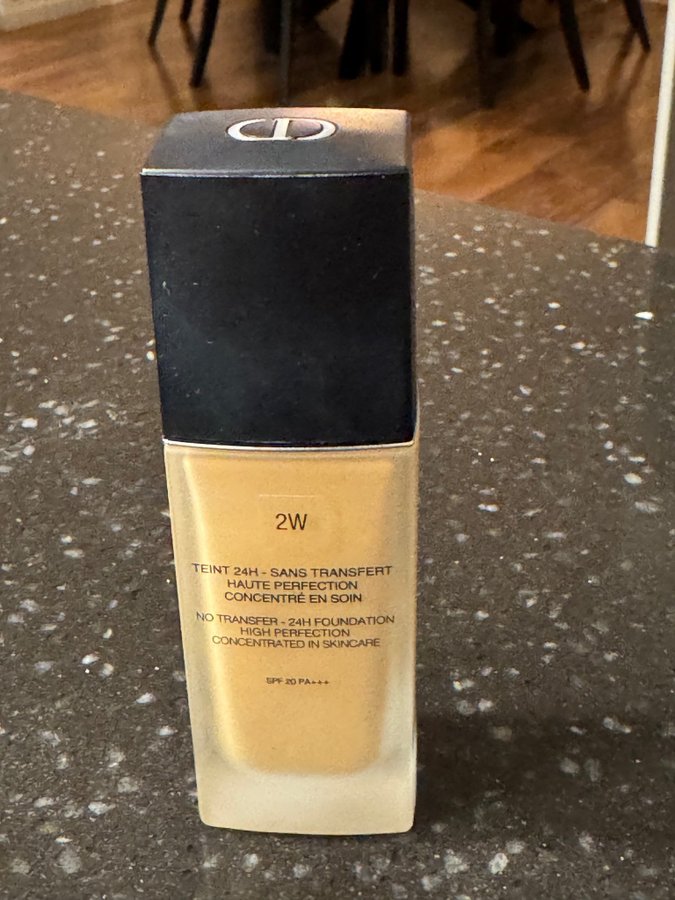 CD
2W
TEINT 24H - SANS TRANSFERT
HAUTE PERFECTION
CONCENTRÉ EN SOIN
NO TRANSFER - 24H FOUNDATION
HIGH PERFECTION
CONCENTRATED IN SKINCARE
SPF 20 PA+++